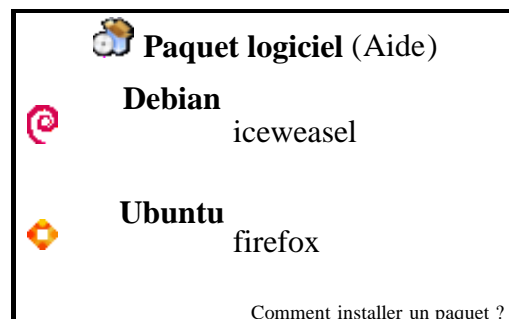 Paquet logiciel (Aide)
Debian
iceweasel
Ubuntu
firefox
Comment installer un paquet ?